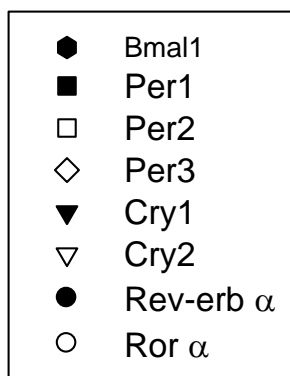 Bmal1
Per1
Per2
Per3
Cry1
Cry2
Rev-erb α
Ror α